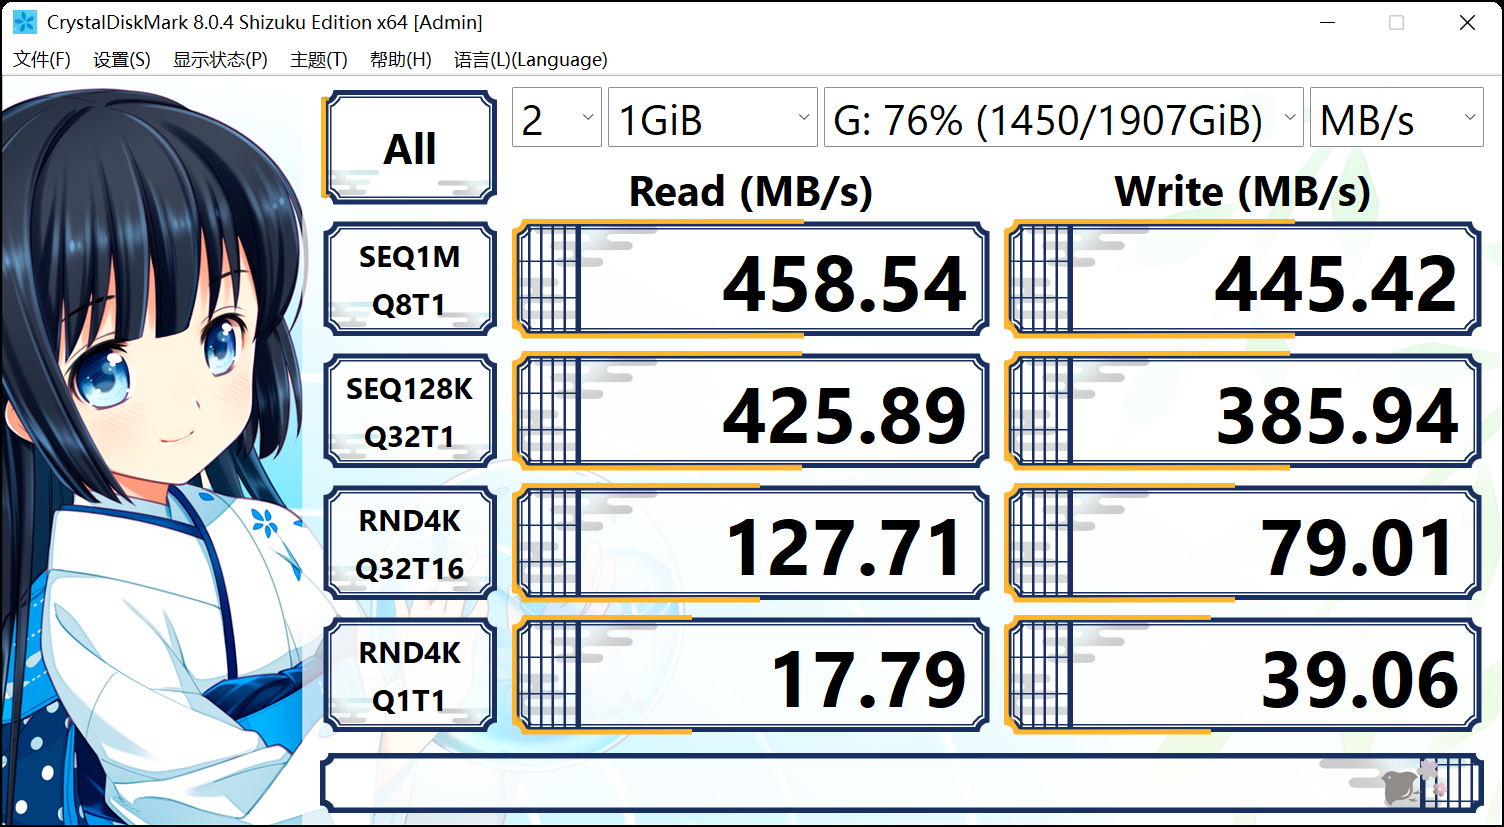 CrystalDiskMark 8.0.4 Shizuku Edition x64 [Admin]
文件(F) 设置(S) 显示状态(P) 主题(T) 帮助(H) 语言(L)(Language)
All 2 1GiB G: 76% (1450/1907GiB) MB/s
Read (MB/s) Write (MB/s)
SEQ1M
Q8T1
458.54 445.42
SEQ128K
Q32T1
425.89 385.94
RND4K
Q32T16
127.71 79.01
RND4K
Q1T1
17.79 39.06